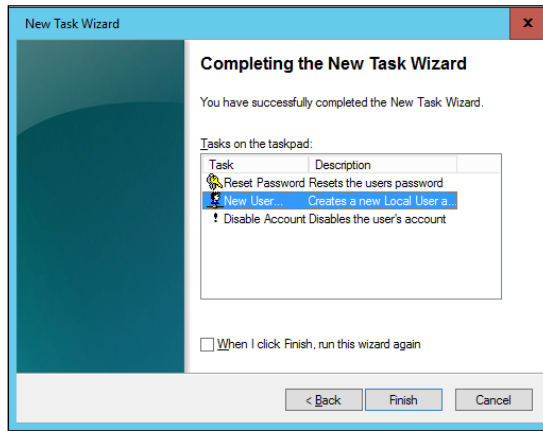 New Task Wizard
x
Completing the New Task Wizard
You have successfully completed the New Task Wizard.
Tasks on the taskpad:
Task Description
Reset Password Resets the users password
New User... Creates a new Local User a...
Disable Account Disables the user's account
When I click Finish, run this wizard again
< Back Finish Cancel